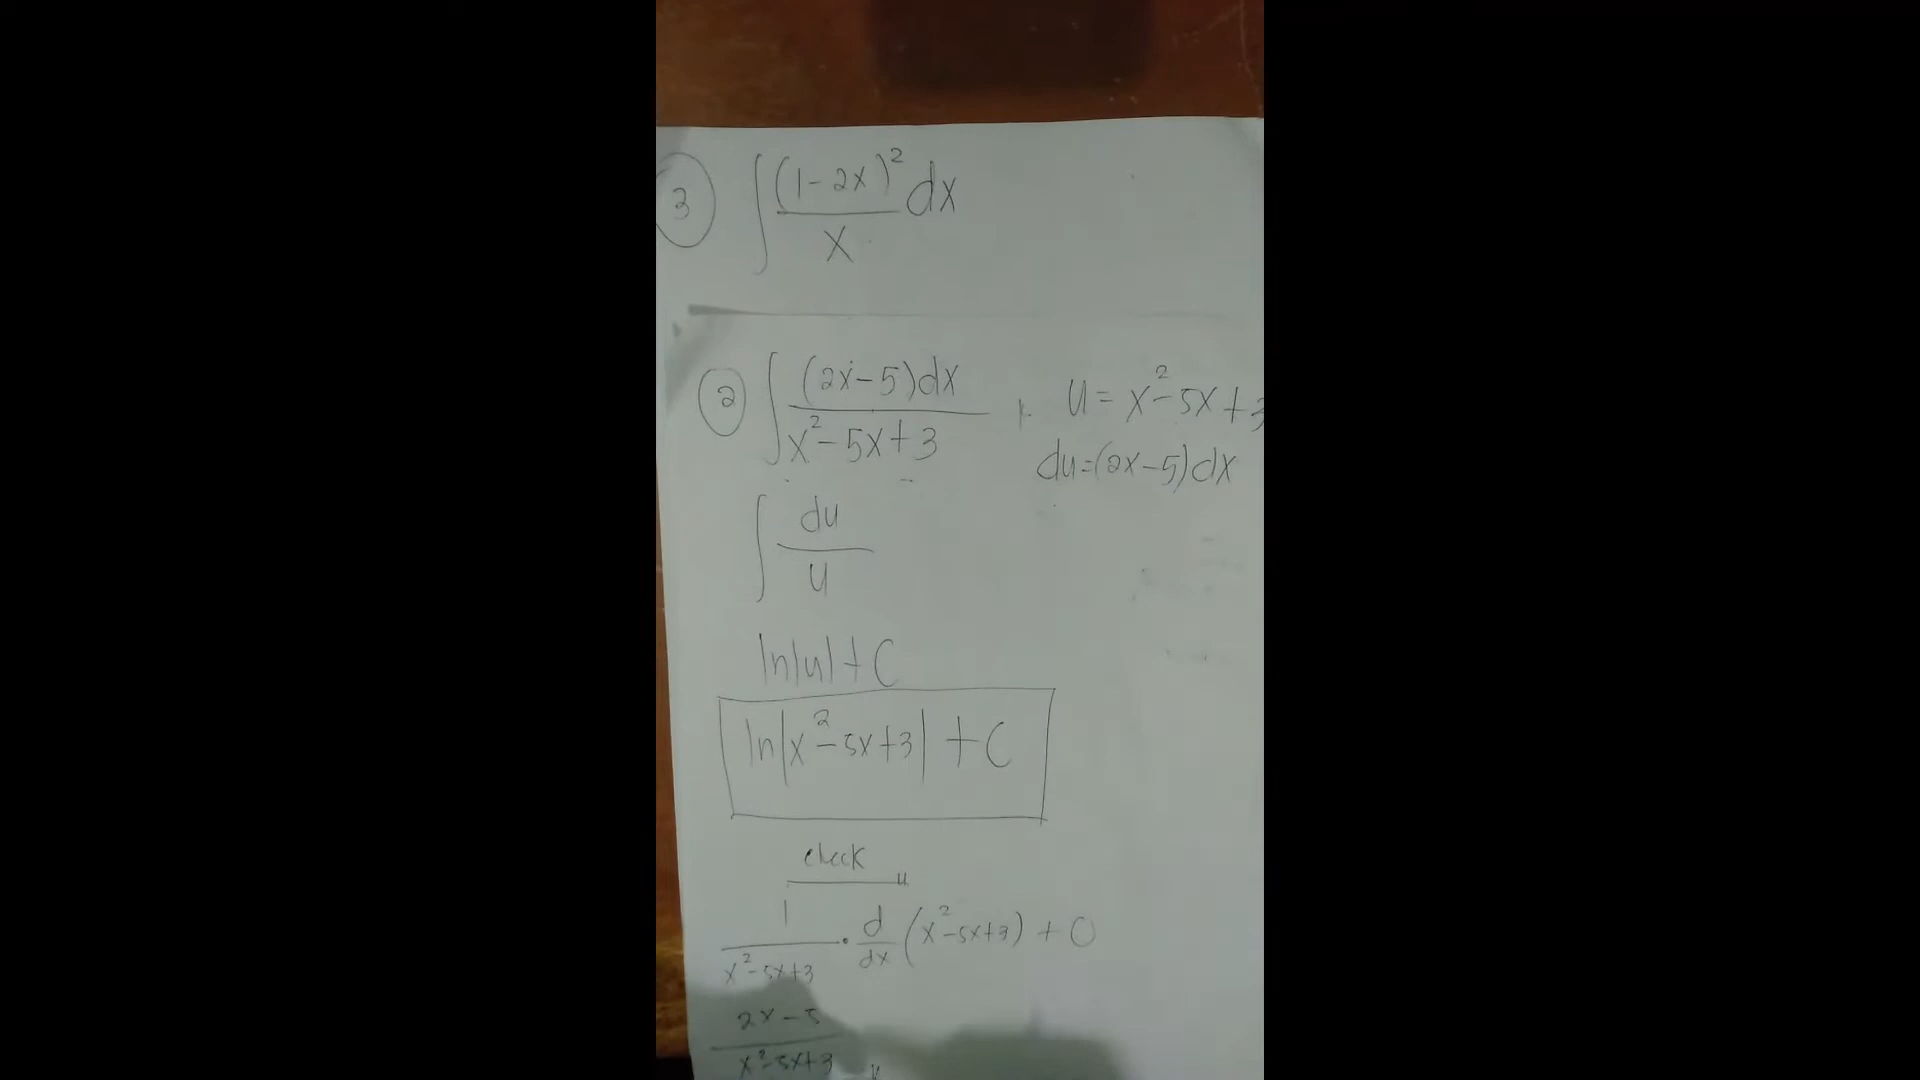 3 ∫ (1-2x)² / x dx
2 ∫ (2x-5)dx / x²-5x+3 , u = x²-5x+3
du=(2x-5)dx
∫ du / u
ln|u|+C
ln|x²-5x+3| +C
check
1 / x²-5x+3 · d/dx (x²-5x+3) + 0
2x-5 / x²-5x+3